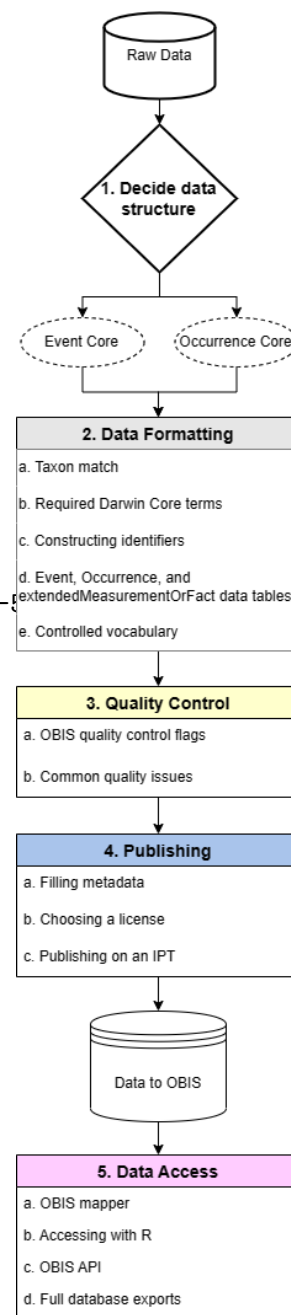 Raw Data
1. Decide data
structure
Event Core
Occurrence Core
2. Data Formatting
a. Taxon match
b. Required Darwin Core terms
c. Constructing identifiers
d. Event, Occurrence, and
extendedMeasurementOrFact data tables
e. Controlled vocabulary
3. Quality Control
a. OBIS quality control flags
b. Common quality issues
4. Publishing
a. Filling metadata
b. Choosing a license
c. Publishing on an IPT
Data to OBIS
5. Data Access
a. OBIS mapper
b. Accessing with R
c. OBIS API
d. Full database exports